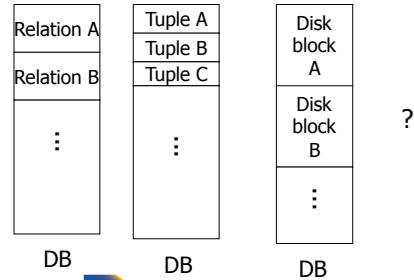 Relation A
Relation B
⋮
DB
Tuple A
Tuple B
Tuple C
⋮
DB
Disk
block
A
Disk
block
B
⋮
DB
?